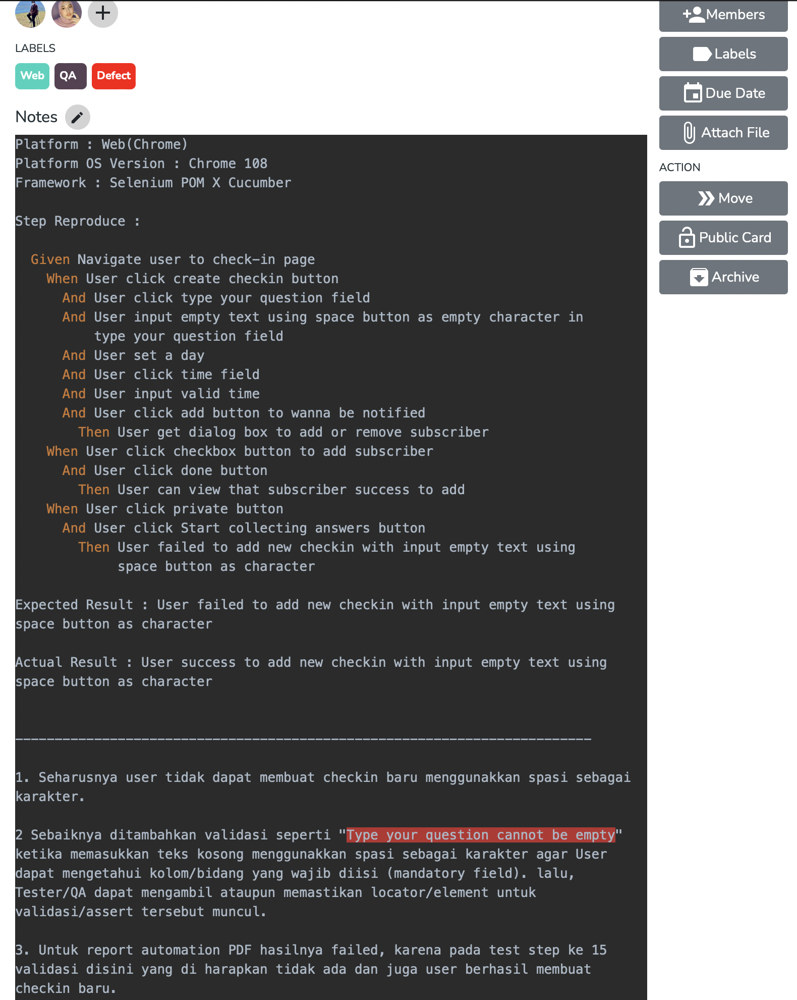 LABELS
Web QA Defect
Notes
Platform : Web(Chrome)
Platform OS Version : Chrome 108
Framework : Selenium POM X Cucumber
Step Reproduce :
Given Navigate user to check-in page
When User click create checkin button
And User click type your question field
And User input empty text using space button as empty character in
type your question field
And User set a day
And User click time field
And User input valid time
And User click add button to wanna be notified
Then User get dialog box to add or remove subscriber
When User click checkbox button to add subscriber
And User click done button
Then User can view that subscriber success to add
When User click private button
And User click Start collecting answers button
Then User failed to add new checkin with input empty text using
space button as character
Expected Result : User failed to add new checkin with input empty text using
space button as character
Actual Result : User success to add new checkin with input empty text using
space button as character
-------------------------------------------------------------------------
1. Seharusnya user tidak dapat membuat checkin baru menggunakkan spasi sebagai
karakter.
2 Sebaiknya ditambahkan validasi seperti "Type your question cannot be empty"
ketika memasukkan teks kosong menggunakkan spasi sebagai karakter agar User
dapat mengetahui kolom/bidang yang wajib diisi (mandatory field). lalu,
Tester/QA dapat mengambil ataupun memastikan locator/element untuk
validasi/assert tersebut muncul.
3. Untuk report automation PDF hasilnya failed, karena pada test step ke 15
validasi disini yang di harapkan tidak ada dan juga user berhasil membuat
checkin baru.
Members
Labels
Due Date
Attach File
ACTION
Move
Public Card
Archive